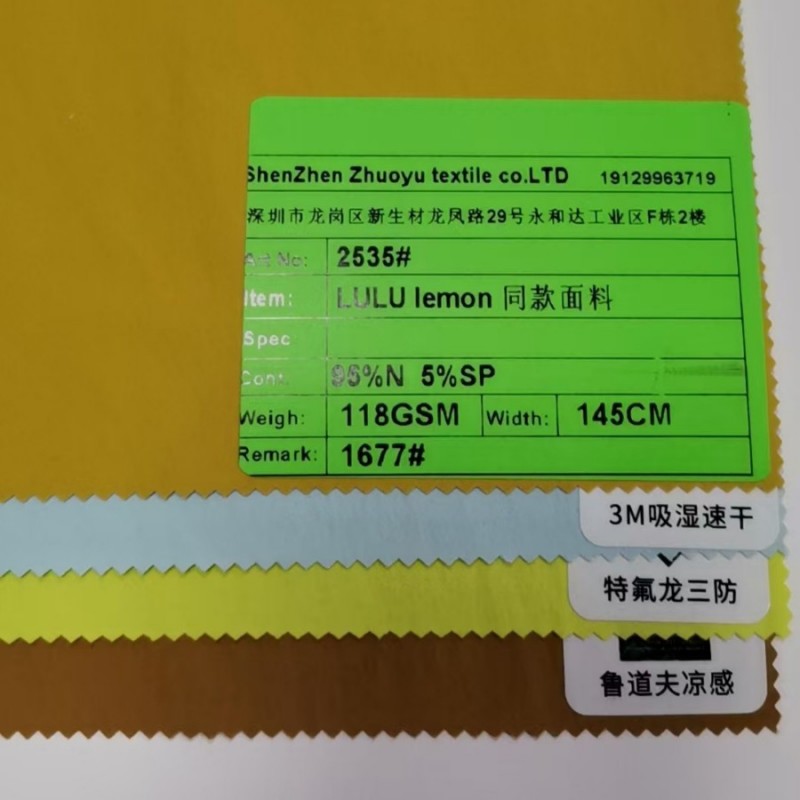 ShenZhen Zhuoyu textile co.LTD 19129963719
深圳市龙岗区新生材龙凤路29号永和达工业区F栋2楼
Art No: 2535#
Item: LULU lemon 同款面料
Spec
Cont. 95%N 5%SP
Weigh: 118GSM Width: 145CM
Remark: 1677#
3M吸湿速干
特氟龙三防
鲁道夫凉感